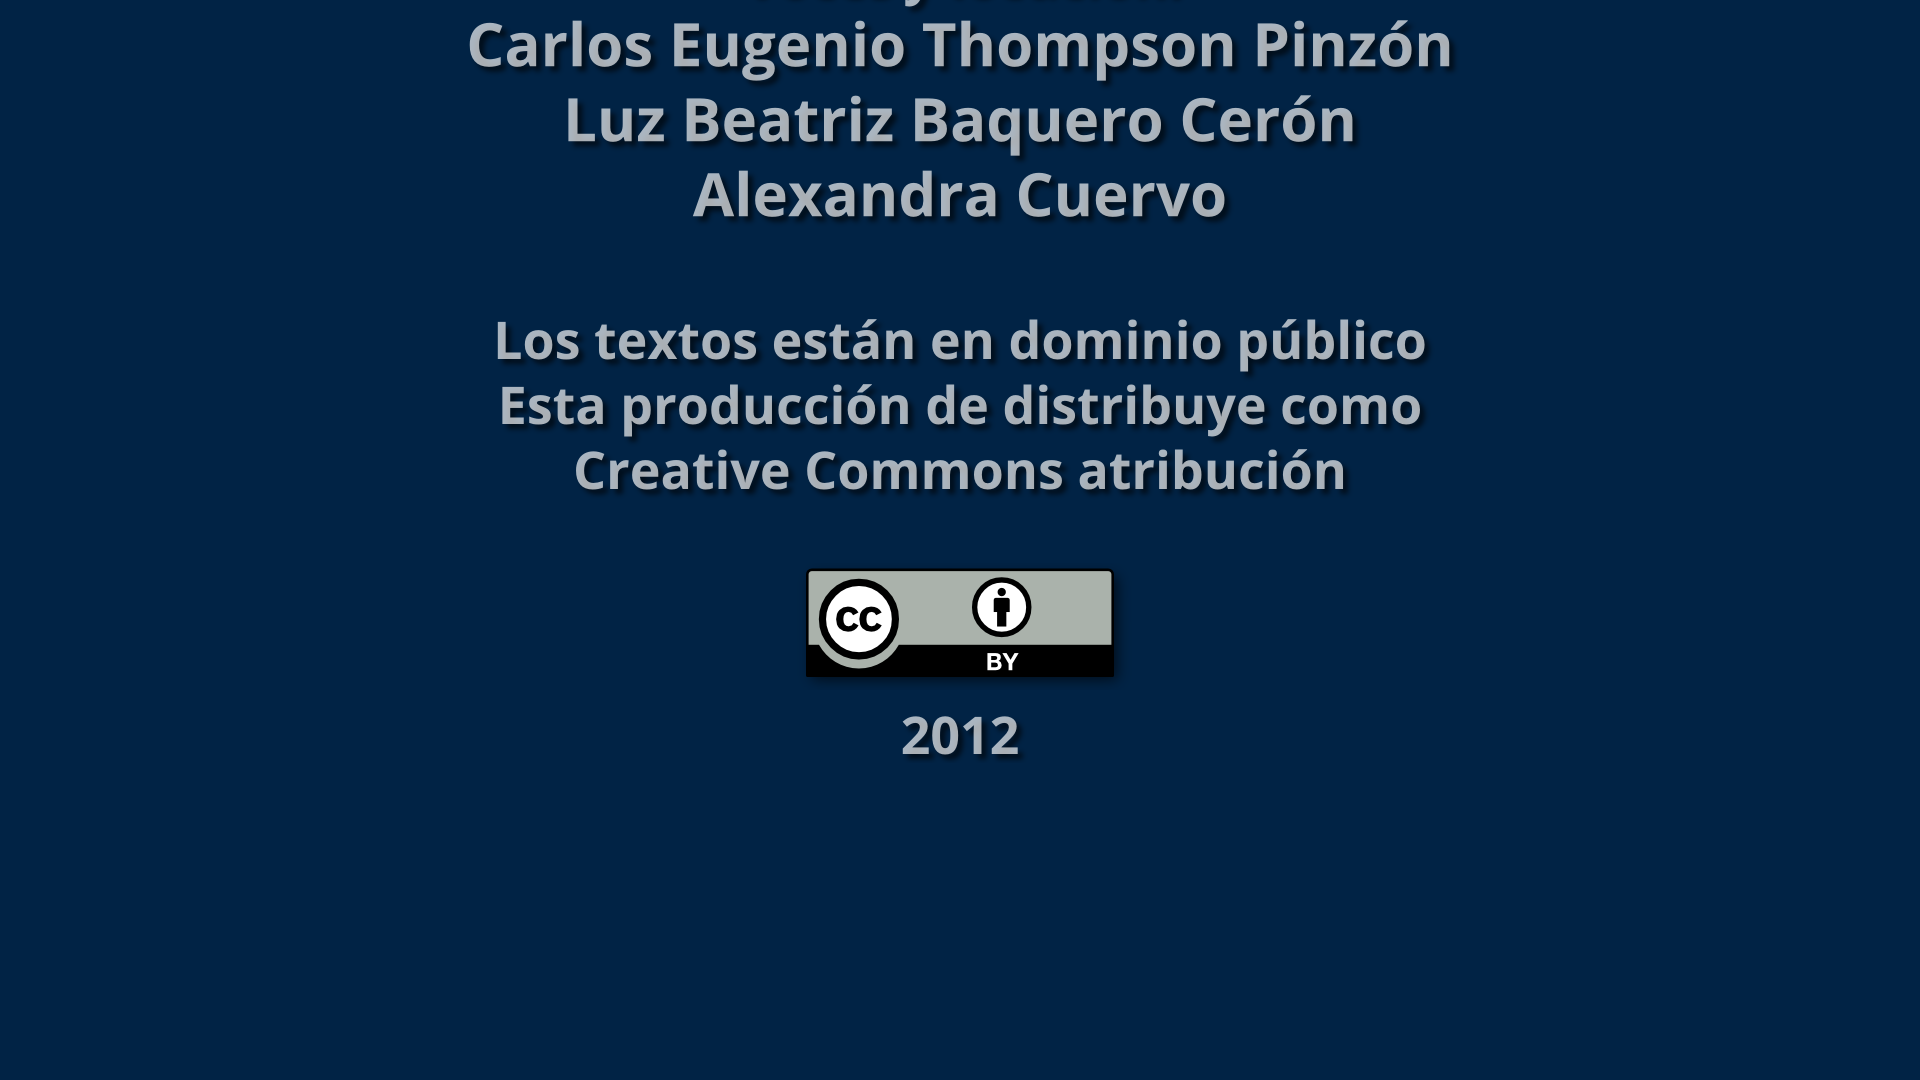 Carlos Eugenio Thompson Pinzón
Luz Beatriz Baquero Cerón
Alexandra Cuervo
Los textos están en dominio público
Esta producción de distribuye como
Creative Commons atribución
CC
BY
2012